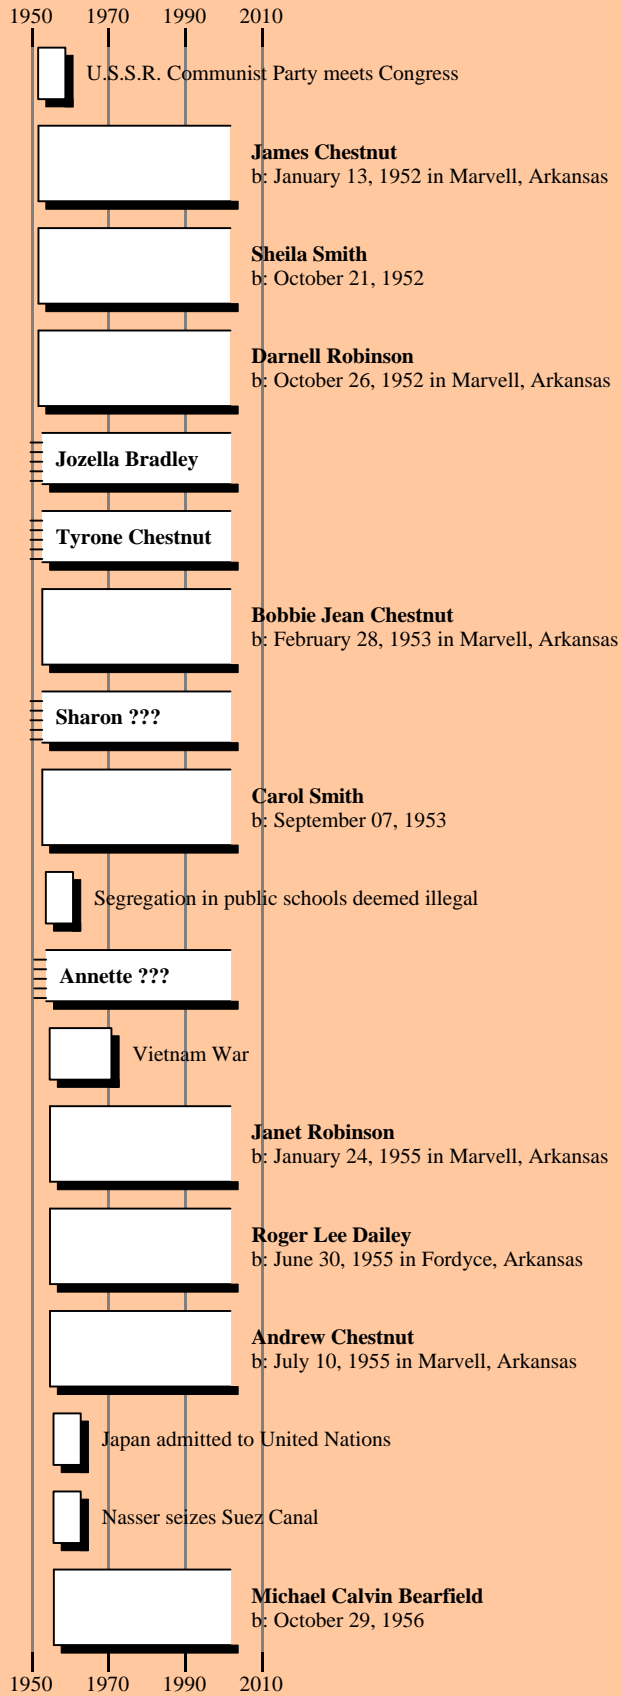 1950 1970 1990 2010
U.S.S.R. Communist Party meets Congress
James Chestnut
b: January 13, 1952 in Marvell, Arkansas
Sheila Smith
b: October 21, 1952
Darnell Robinson
b: October 26, 1952 in Marvell, Arkansas
Jozella Bradley
Tyrone Chestnut
Bobbie Jean Chestnut
b: February 28, 1953 in Marvell, Arkansas
Sharon ???
Carol Smith
b: September 07, 1953
Segregation in public schools deemed illegal
Annette ???
Vietnam War
Janet Robinson
b: January 24, 1955 in Marvell, Arkansas
Roger Lee Dailey
b: June 30, 1955 in Fordyce, Arkansas
Andrew Chestnut
b: July 10, 1955 in Marvell, Arkansas
Japan admitted to United Nations
Nasser seizes Suez Canal
Michael Calvin Bearfield
b: October 29, 1956
1950 1970 1990 2010